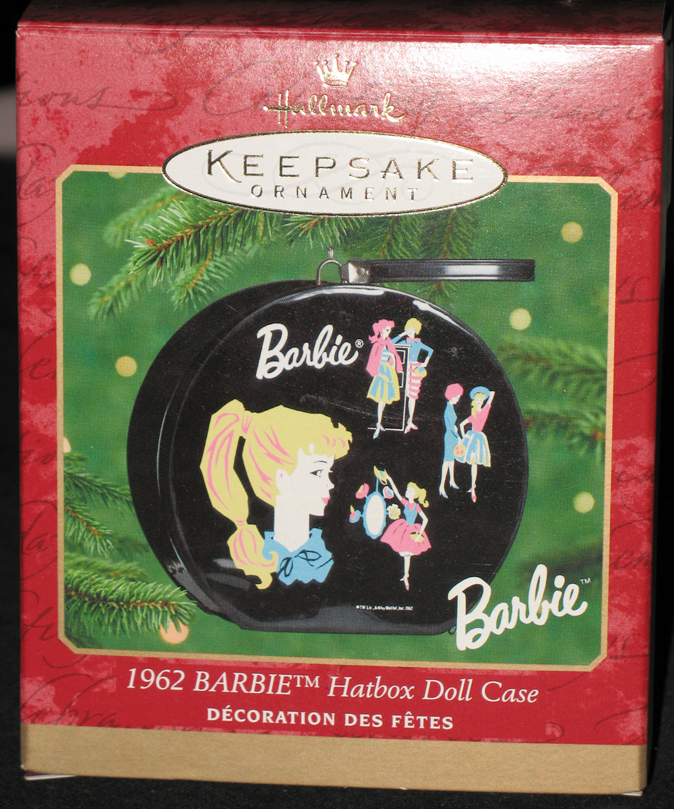 Hallmark
KEEPSAKE
ORNAMENT
Barbie®
Barbie™
1962 BARBIE™ Hatbox Doll Case
DÉCORATION DES FÊTES